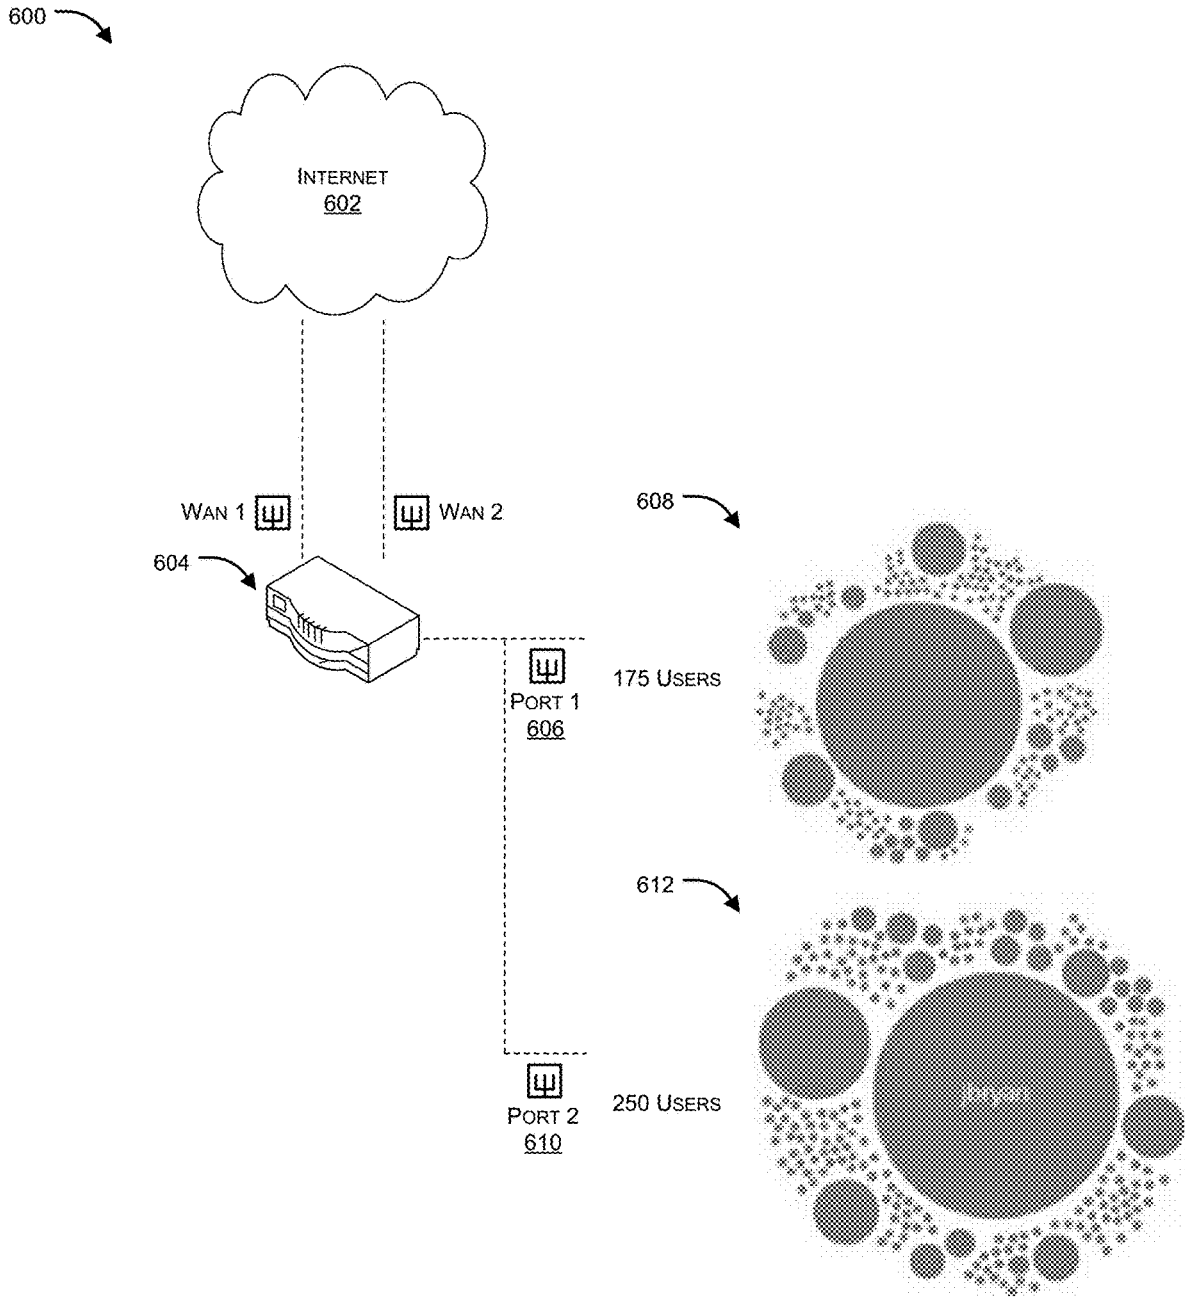 600
INTERNET
602
WAN 1
WAN 2
604
608
PORT 1
606
175 USERS
612
PORT 2
610
250 USERS